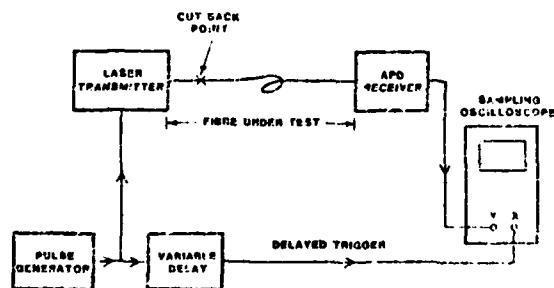 CUT BACK
POINT
LASER
TRANSMITTER
APD
RECEIVER
FIBRE UNDER TEST
SAMPLING
OSCILLOSCOPE
Y X
PULSE
GENERATOR
VARIABLE
DELAY
DELAYED TRIGGER